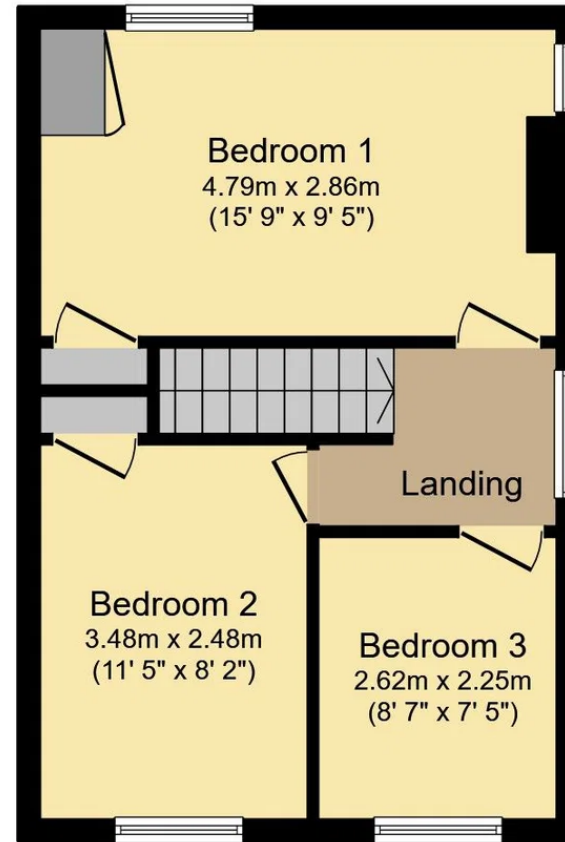 Bedroom 1
4.79m x 2.86m
(15' 9" x 9' 5")
Landing
Bedroom 2
3.48m x 2.48m
(11' 5" x 8' 2")
Bedroom 3
2.62m x 2.25m
(8' 7" x 7' 5")